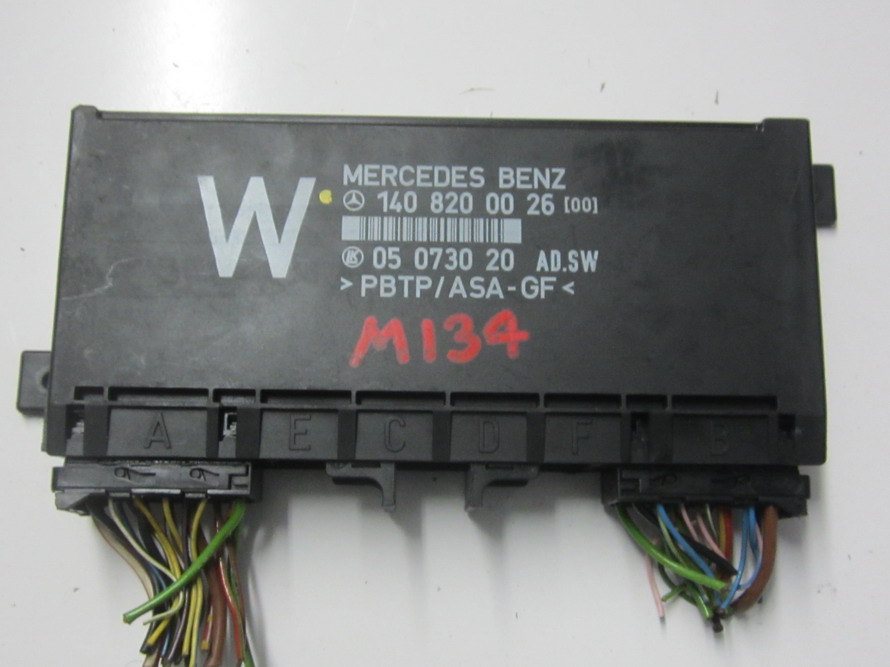 W
MERCEDES BENZ
140 820 00 26 [00]
05 0730 20 AD.SW
>PBTP/ASA-GF<
M134
A E C D F B